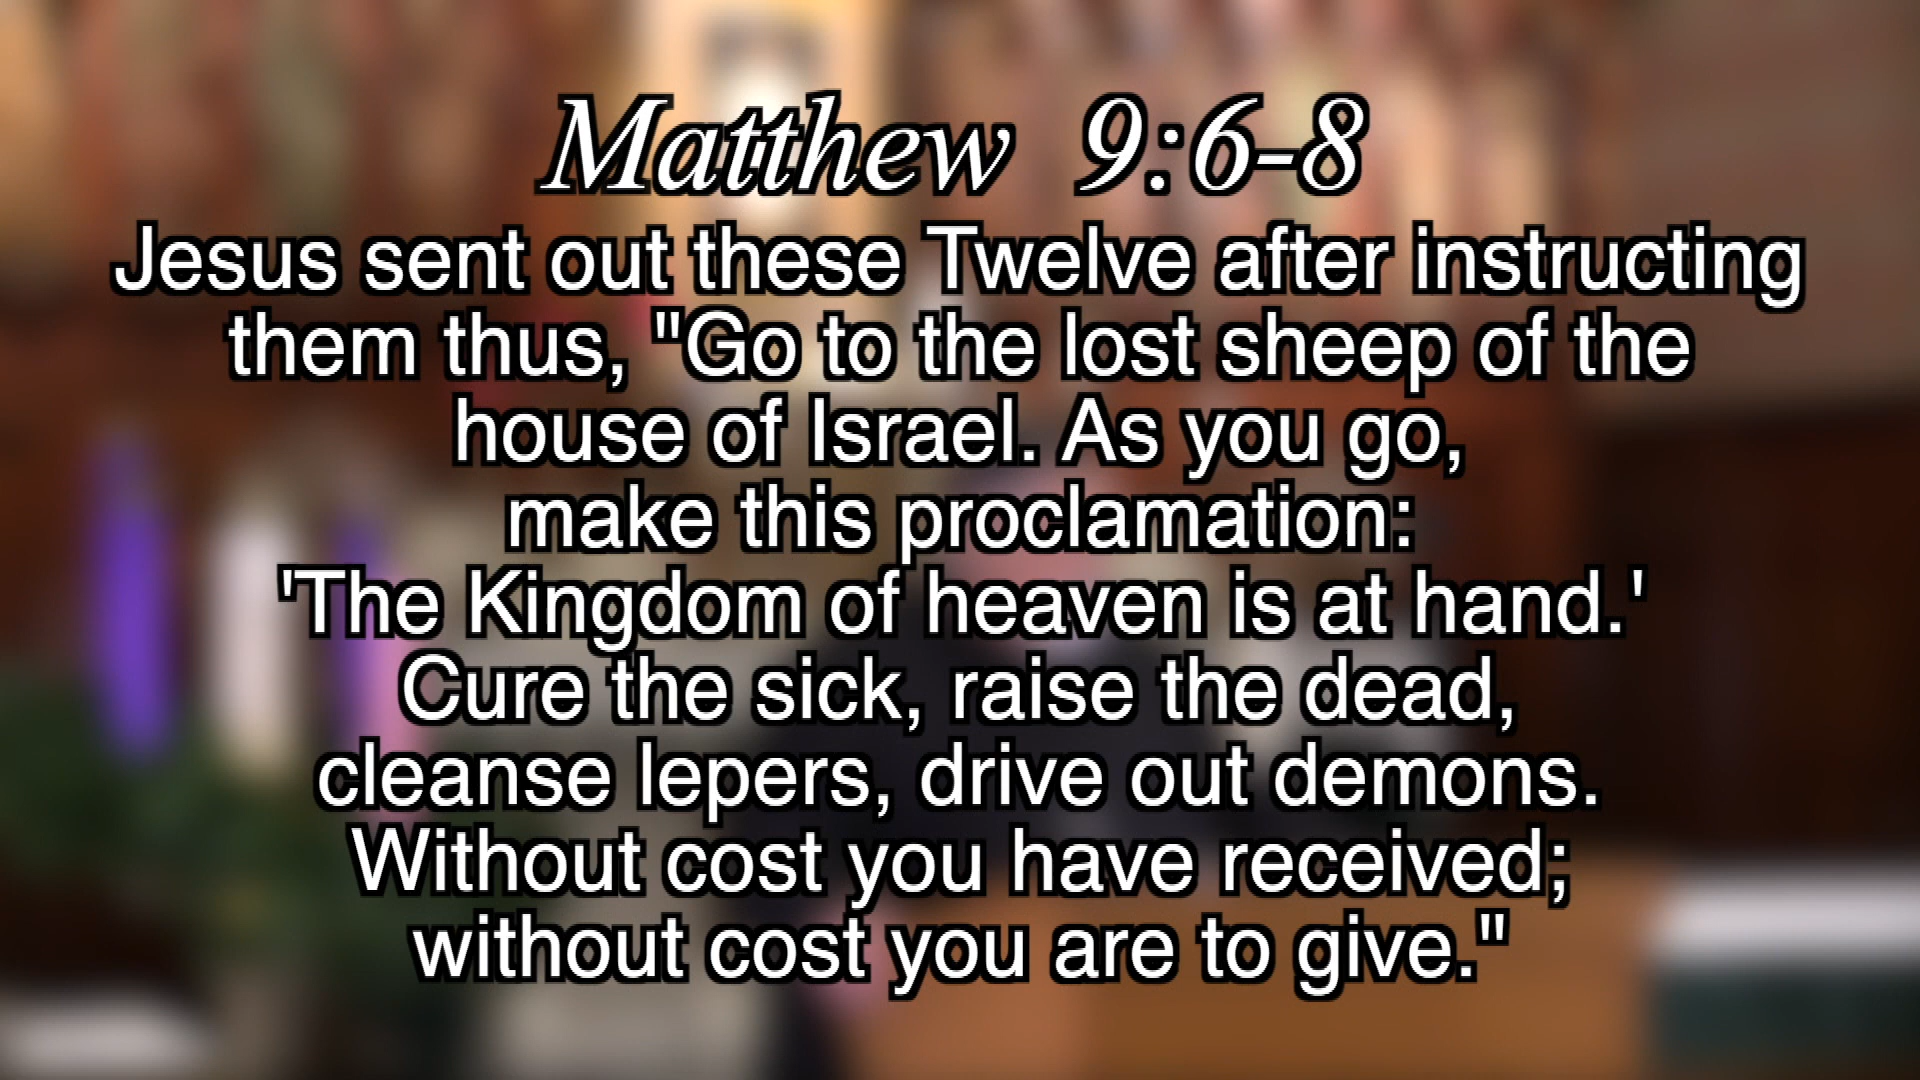 Matthew 9:6-8
Jesus sent out these Twelve after instructing
them thus, "Go to the lost sheep of the
house of Israel. As you go,
make this proclamation:
'The Kingdom of heaven is at hand.'
Cure the sick, raise the dead,
cleanse lepers, drive out demons.
Without cost you have received;
without cost you are to give."